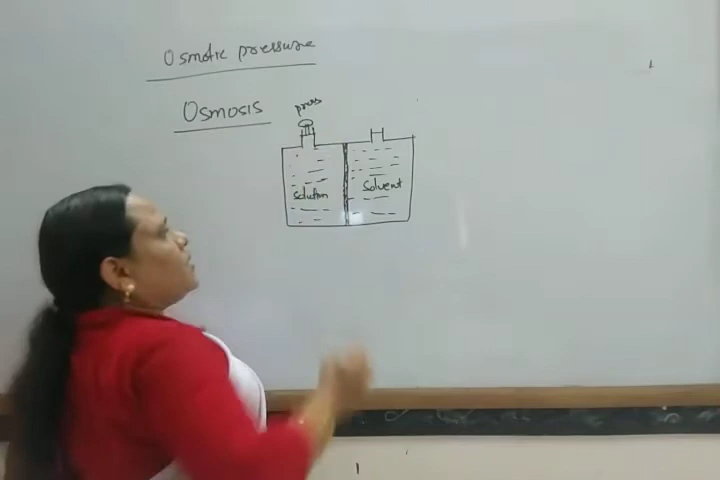 Osmotic pressure
Osmosis
press
solution
Solvent